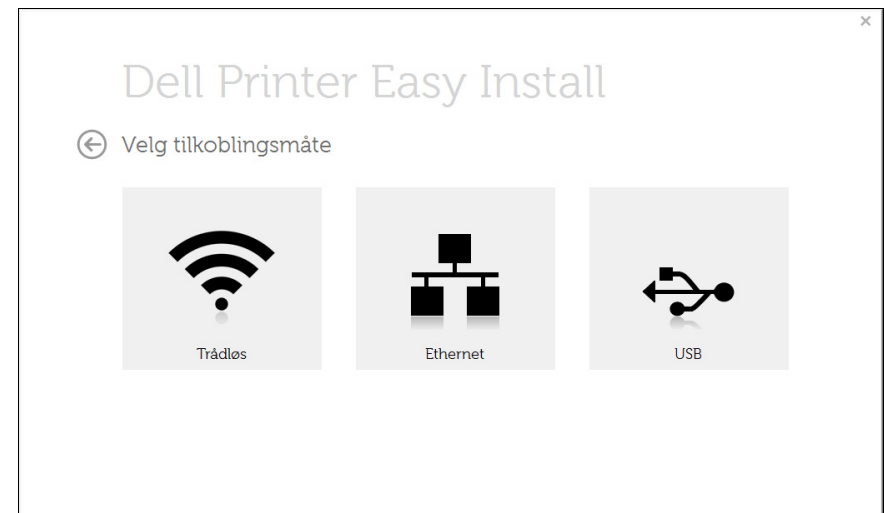 Dell Printer Easy Install
Velg tilkoblingsmåte
Trådløs
Ethernet
USB